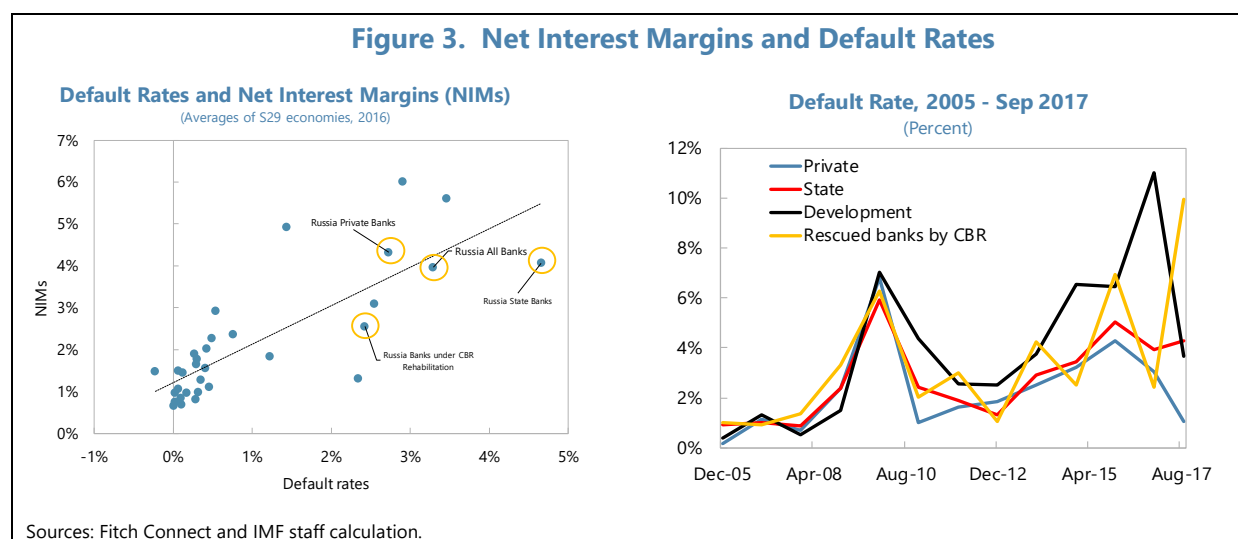 Figure 3. Net Interest Margins and Default Rates
Default Rates and Net Interest Margins (NIMs)
(Averages of S29 economies, 2016)
7%
6%
5%
4%
3%
2%
1%
0%
NIMs
Russia Private Banks
Russia All Banks
Russia State Banks
Russia Banks under CBR
Rehabilitation
-1%
0%
1%
2%
3%
4%
5%
Default rates
Default Rate, 2005 - Sep 2017
(Percent)
12%
10%
8%
6%
4%
2%
0%
Private
State
Development
Rescued banks by CBR
Dec-05
Apr-08
Aug-10
Dec-12
Apr-15
Aug-17
Sources: Fitch Connect and IMF staff calculation.